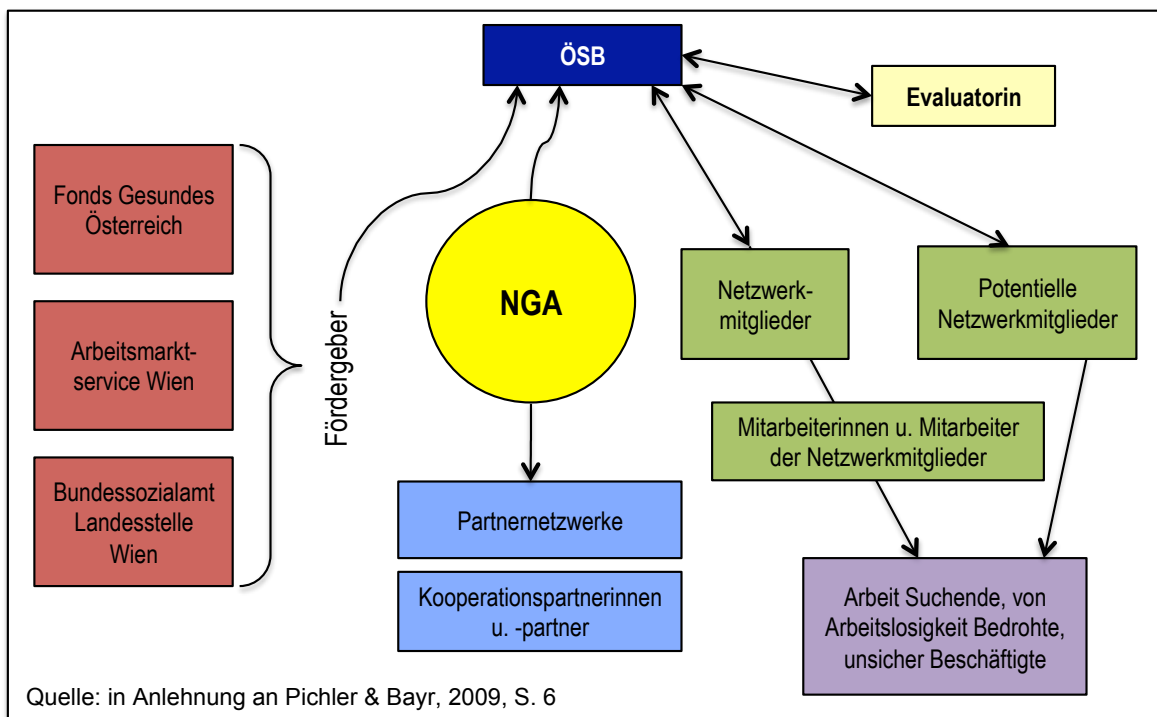 ÖSB
Evaluatorin
Fonds Gesundes
Österreich
Arbeitsmarkt-
service Wien
Bundessozialamt
Landesstelle
Wien
Fördergeber
NGA
Netzwerk-
mitglieder
Potentielle
Netzwerkmitglieder
Mitarbeiterinnen u. Mitarbeiter
der Netzwerkmitglieder
Partnernetzwerke
Kooperationspartnerinnen
u. -partner
Arbeit Suchende, von
Arbeitslosigkeit Bedrohte,
unsicher Beschäftigte
Quelle: in Anlehnung an Pichler & Bayr, 2009, S. 6